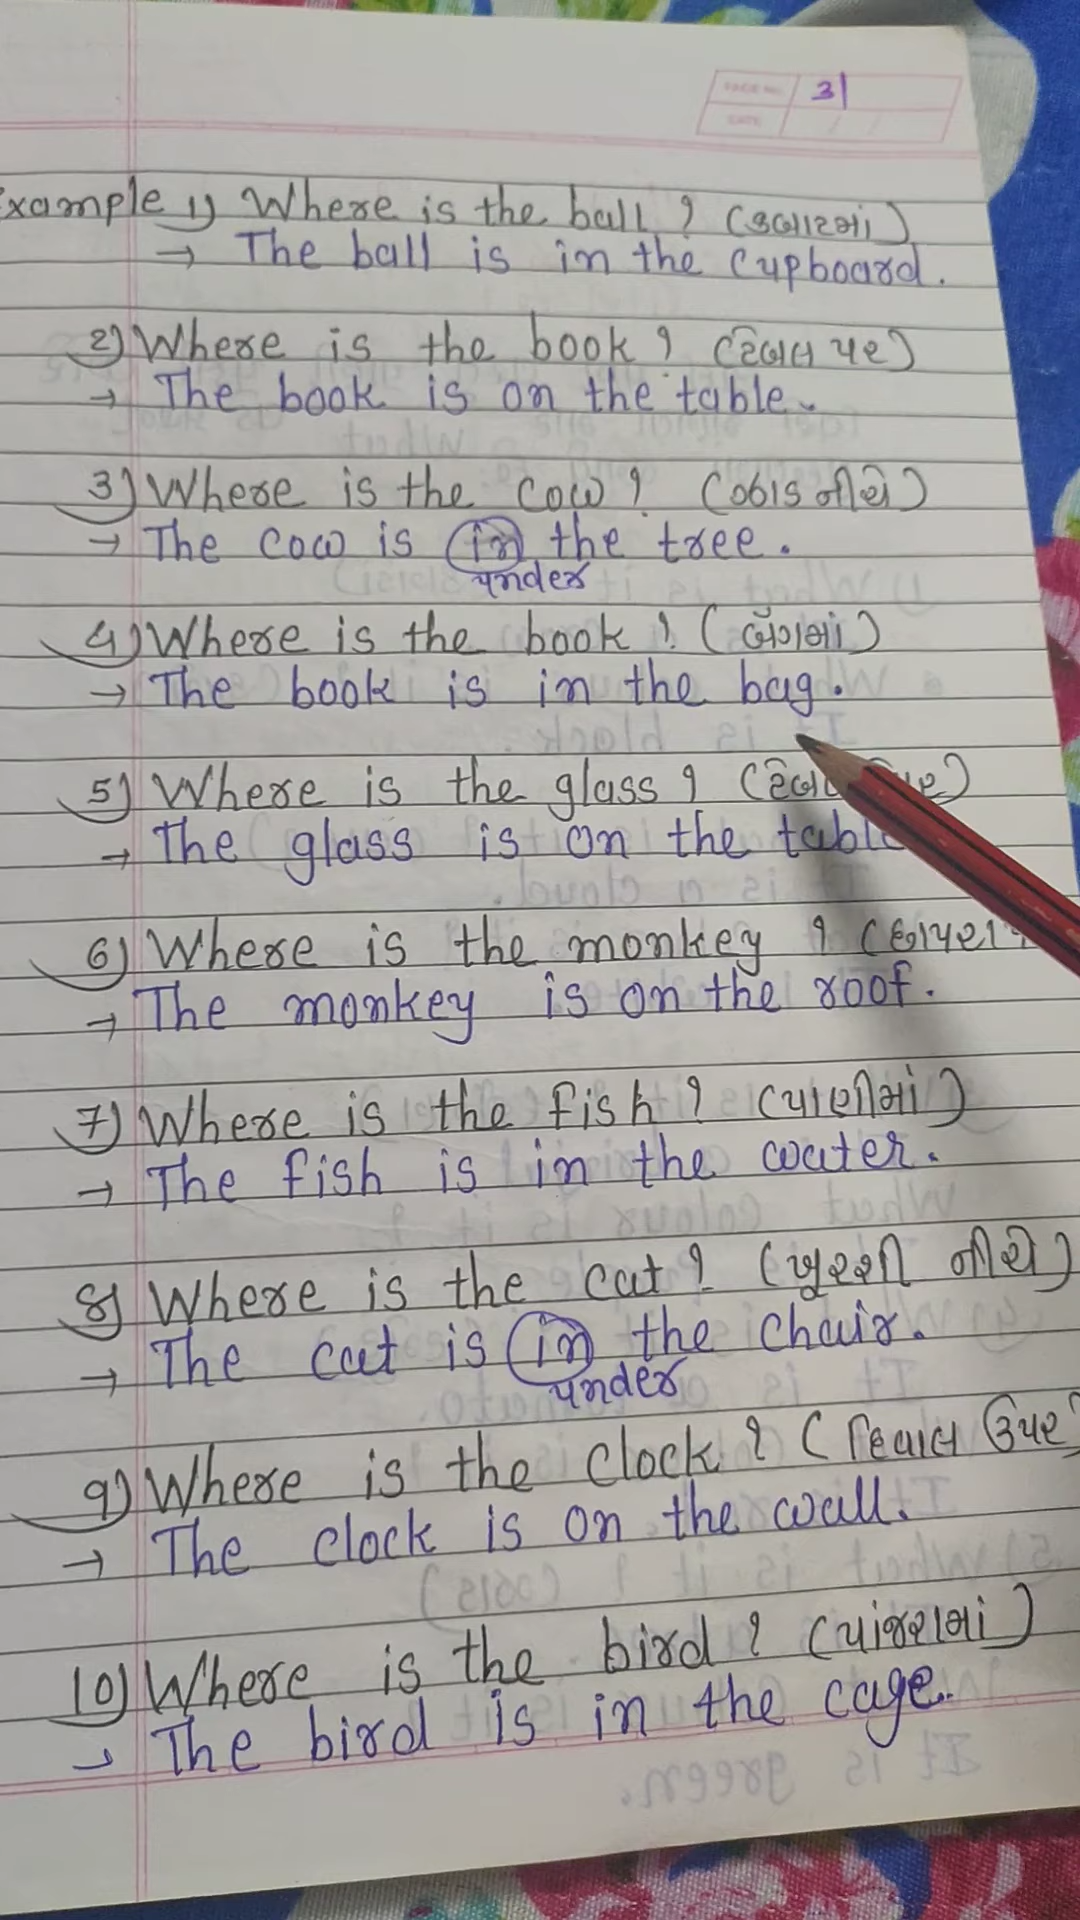 PAGE No. 31
DATE
Example 1) Where is the ball ? (કબાટમાં)
→ The ball is in the cupboard.
2) Where is the book ? (ટેબલ પર)
→ The book is on the table.
3) Where is the cow ? (ઝાડ નીચે)
→ The cow is in the tree.
under
4) Where is the book ? (બેગમાં)
→ The book is in the bag.
5) Where is the glass ?
→ The glass is on the table
6) Where is the monkey ?
→ The monkey is on the roof.
7) Where is the fish ? (પાણીમાં)
→ The fish is in the water.
8) Where is the cat ? (ખુરશી નીચે)
→ The cat is in the chair.
under
9) Where is the clock ? (દિવાલ ઉપર)
→ The clock is on the wall.
10) Where is the bird ? (પાંજરામાં)
→ The bird is in the cage.